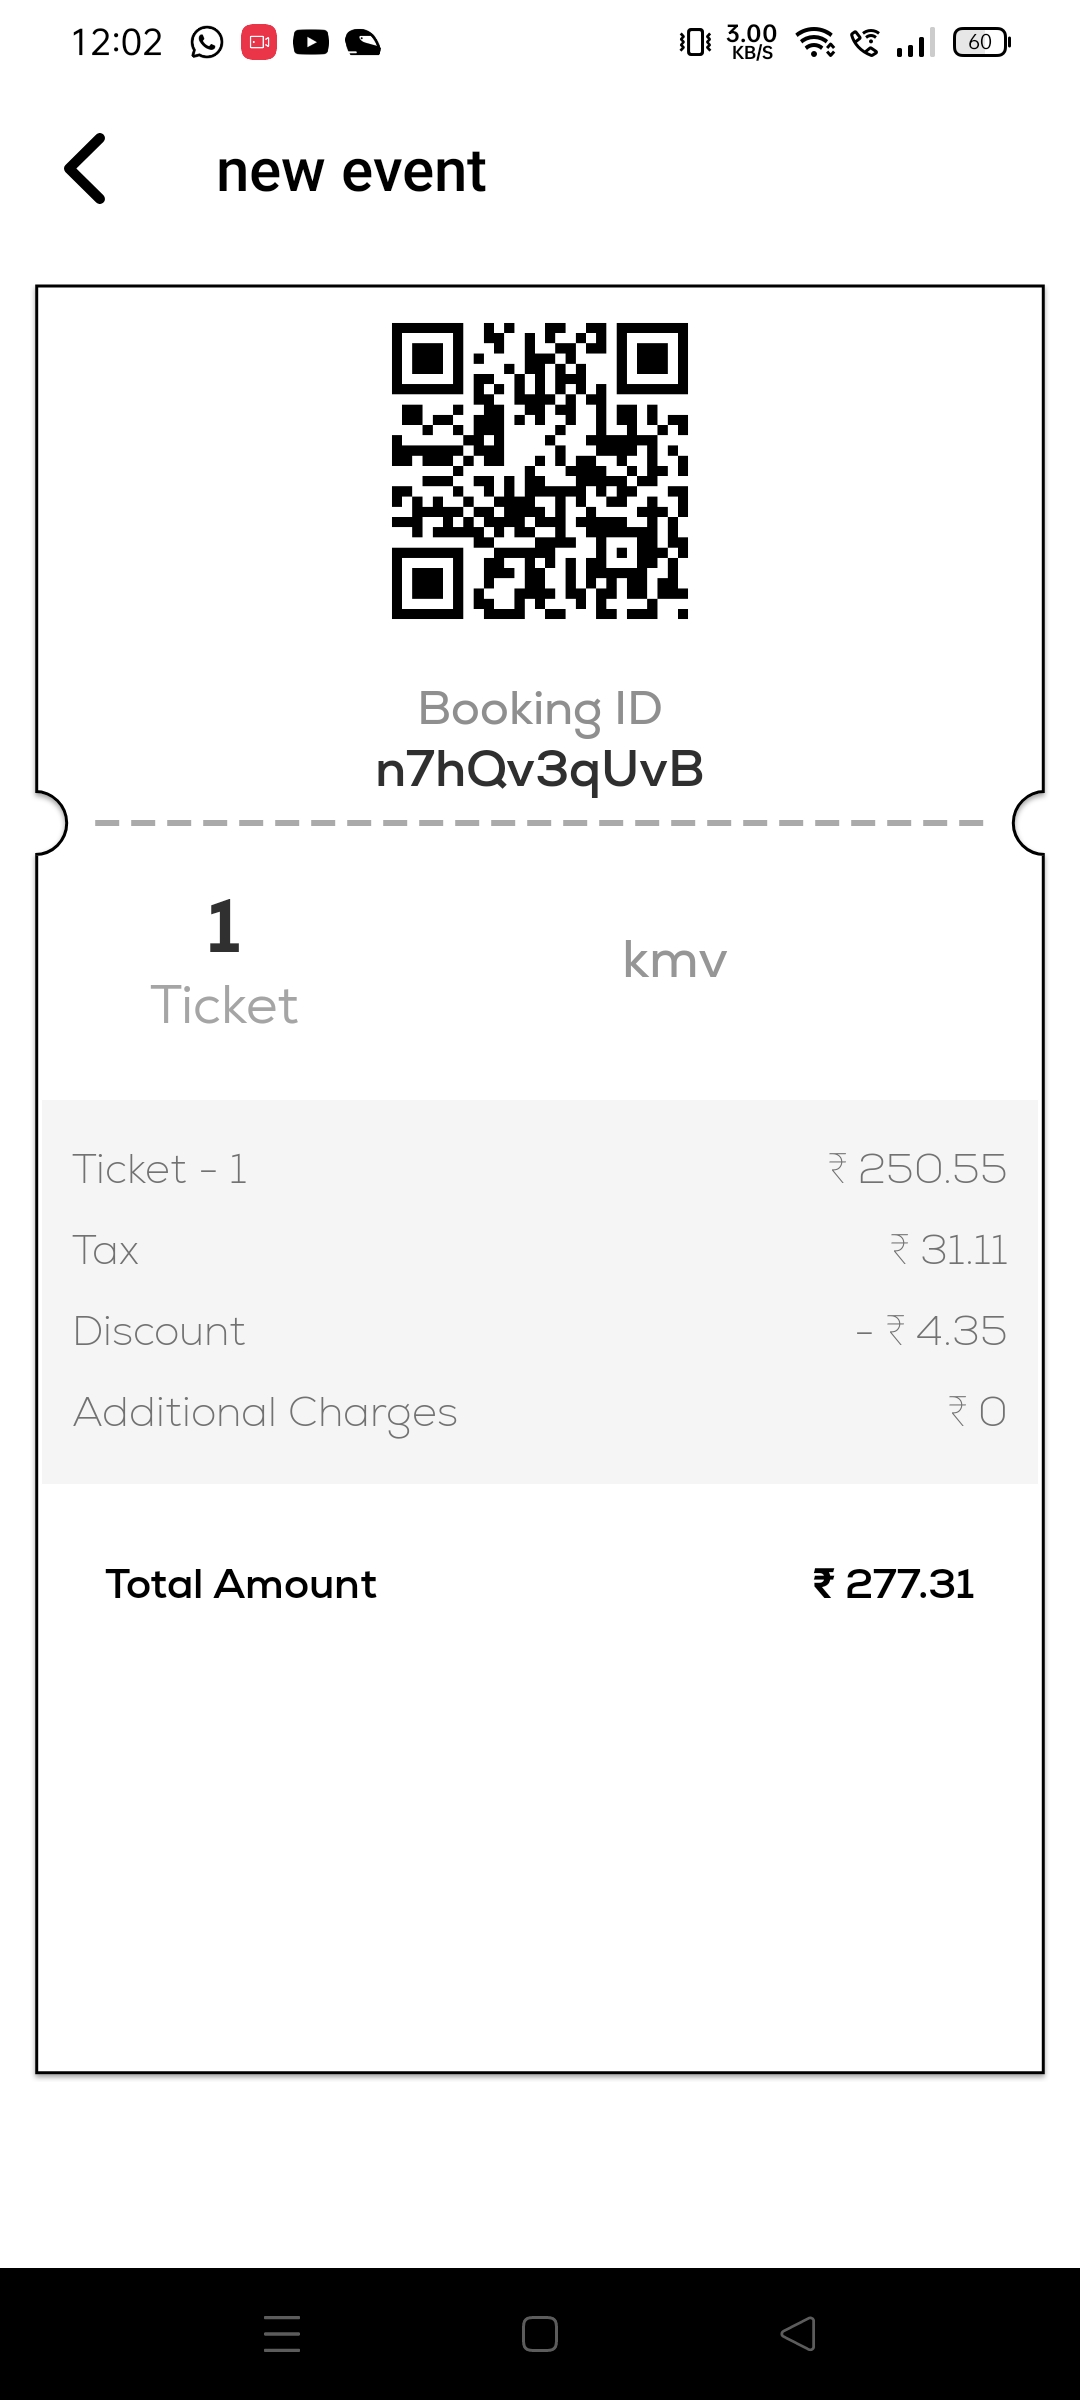 12:02 3.00 KB/S 60
new event
Booking ID
n7hQv3qUvB
1
Ticket
kmv
Ticket - 1 ₹ 250.55
Tax ₹ 31.11
Discount - ₹ 4.35
Additional Charges ₹ 0
Total Amount ₹ 277.31